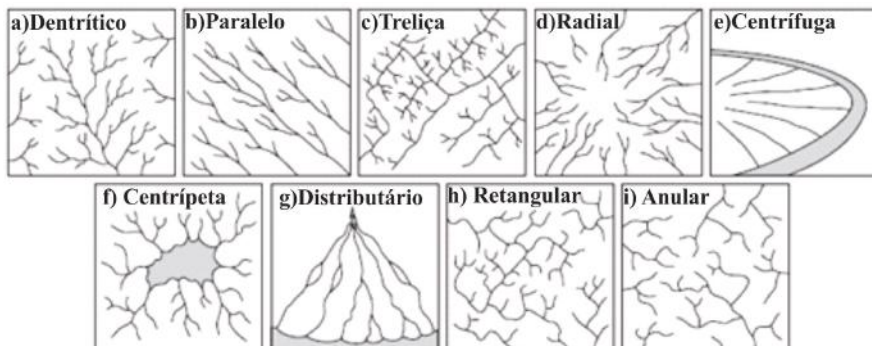 a)Dentrítico
b)Paralelo
c)Treliça
d)Radial
e)Centrífuga
f) Centrípeta
g)Distributário
h) Retangular
i) Anular